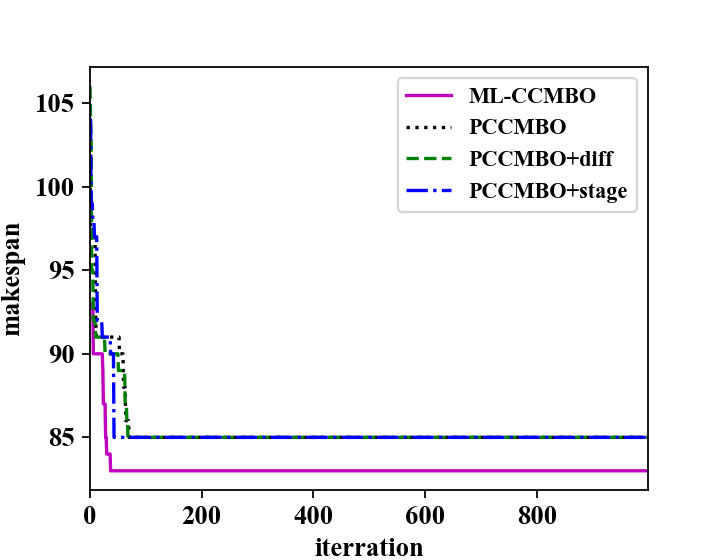 ML-CCMBO
PCCMBO
PCCMBO+diff
PCCMBO+stage
makespan
105
100
95
90
85
0 200 400 600 800
iterration